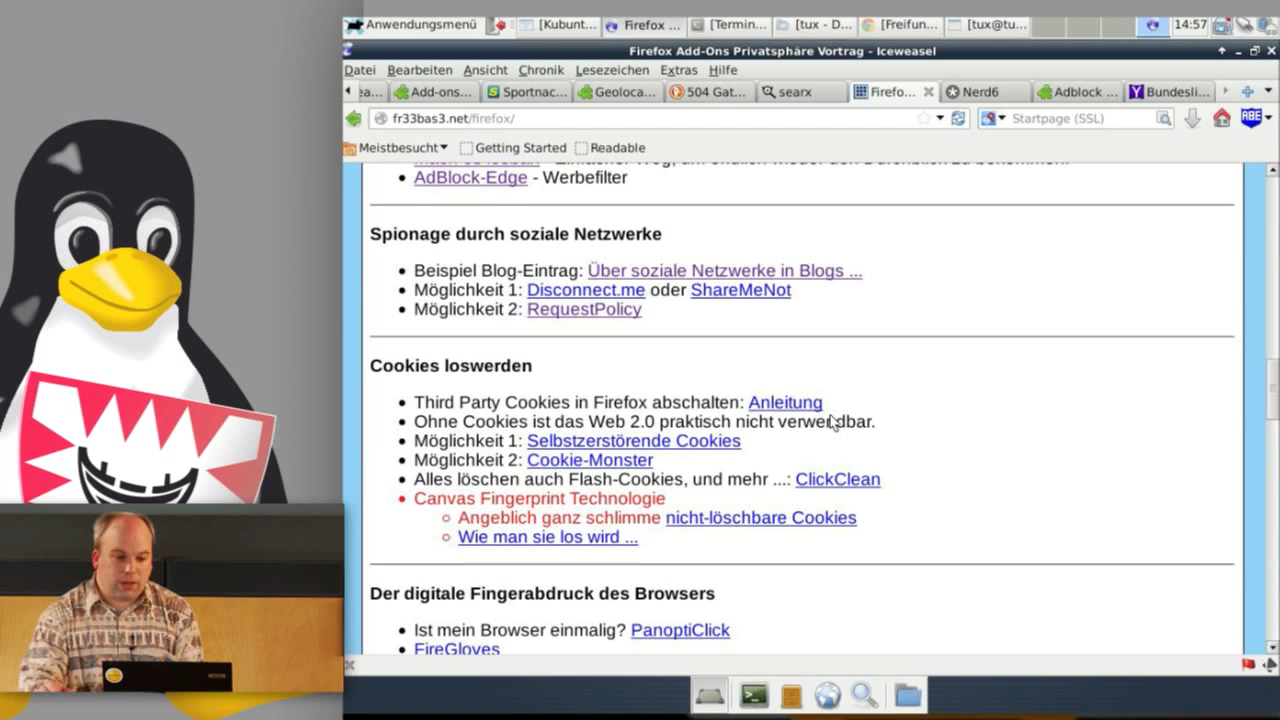 Anwendungsmenü [Kubunt... Firefox ... [Termin... [tux - D... [Freifun... [tux@tu... 14:57
Firefox Add-Ons Privatsphäre Vortrag - Iceweasel
Datei Bearbeiten Ansicht Chronik Lesezeichen Extras Hilfe
Add-ons... Sportnac... Geoloca... 504 Gat... searx Firefo... Nerd6 Adblock ... Bundesli...
fr33bas3.net/firefox/ Startpage (SSL) ABE
Meistbesucht Getting Started Readable
AdBlock-Edge - Werbefilter
Spionage durch soziale Netzwerke
Beispiel Blog-Eintrag: Über soziale Netzwerke in Blogs ...
Möglichkeit 1: Disconnect.me oder ShareMeNot
Möglichkeit 2: RequestPolicy
Cookies loswerden
Third Party Cookies in Firefox abschalten: Anleitung
Ohne Cookies ist das Web 2.0 praktisch nicht verwendbar.
Möglichkeit 1: Selbstzerstörende Cookies
Möglichkeit 2: Cookie-Monster
Alles löschen auch Flash-Cookies, und mehr ...: ClickClean
Canvas Fingerprint Technologie
Angeblich ganz schlimme nicht-löschbare Cookies
Wie man sie los wird ...
Der digitale Fingerabdruck des Browsers
Ist mein Browser einmalig? PanoptiClick
FireGloves